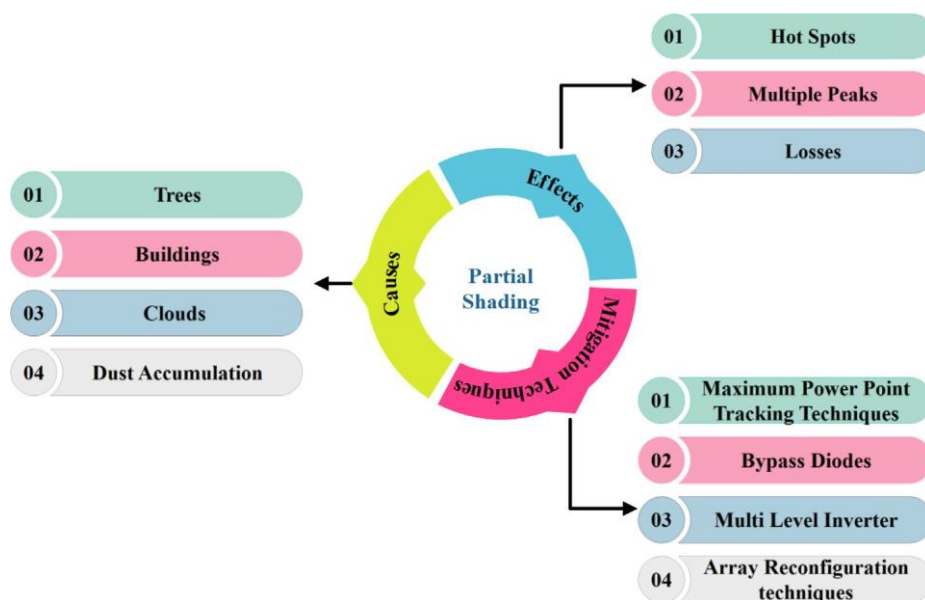 01 Hot Spots
02 Multiple Peaks
03 Losses
Effects
01 Trees
02 Buildings
03 Clouds
04 Dust Accumulation
Causes
Partial
Shading
Mitigation Techniques
01 Maximum Power Point
Tracking Techniques
02 Bypass Diodes
03 Multi Level Inverter
04 Array Reconfiguration
techniques